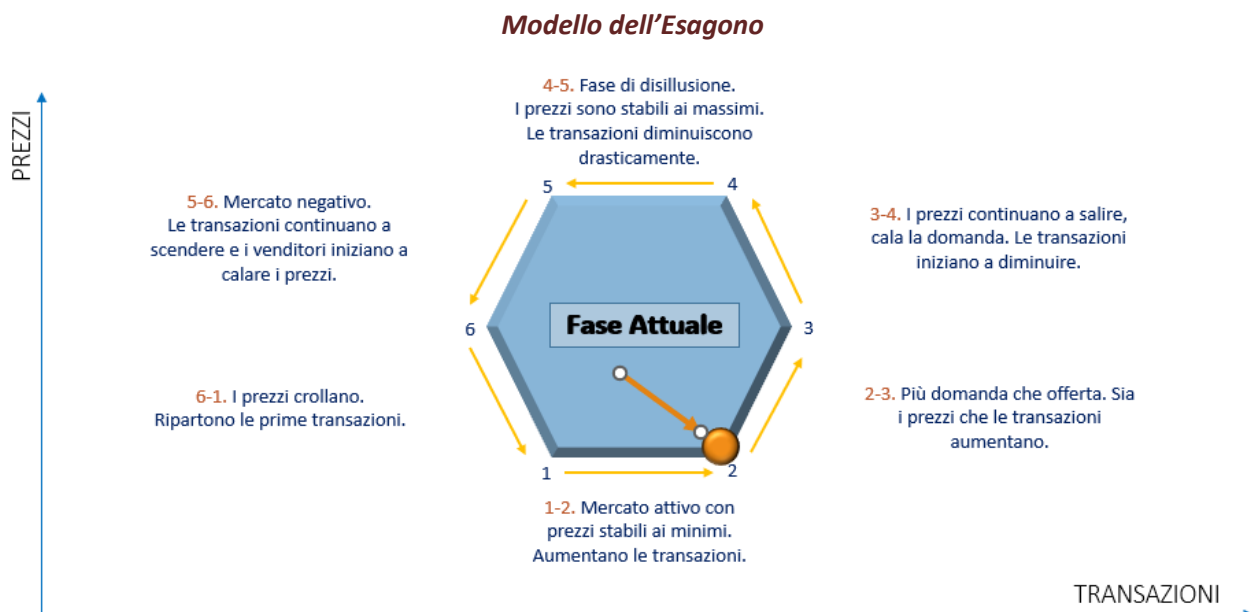 Modello dell’Esagono
PREZZI
4-5. Fase di disillusione.
I prezzi sono stabili ai massimi.
Le transazioni diminuiscono
drasticamente.
5-6. Mercato negativo.
Le transazioni continuano a
scendere e i venditori iniziano a
calare i prezzi.
5
4
3-4. I prezzi continuano a salire,
cala la domanda. Le transazioni
iniziano a diminuire.
6
Fase Attuale
3
6-1. I prezzi crollano.
Ripartono le prime transazioni.
2-3. Più domanda che offerta. Sia
i prezzi che le transazioni
aumentano.
1
2
1-2. Mercato attivo con
prezzi stabili ai minimi.
Aumentano le transazioni.
TRANSAZIONI